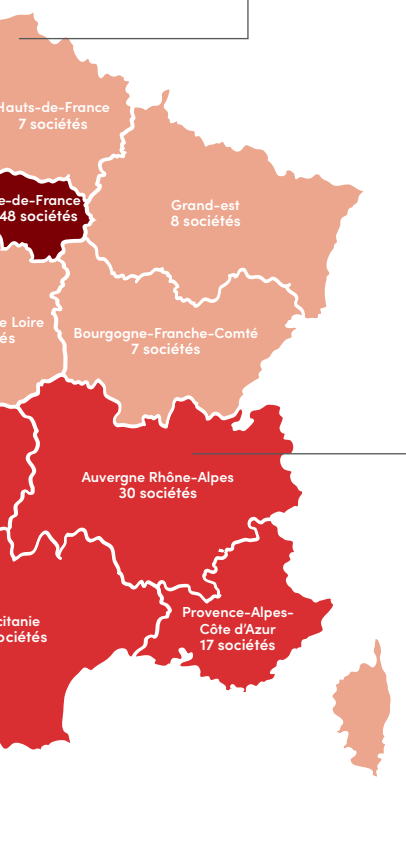 Hauts-de-France
7 sociétés
e-de-France
48 sociétés
Grand-est
8 sociétés
e Loire
és
Bourgogne-Franche-Comté
7 sociétés
Auvergne Rhône-Alpes
30 sociétés
citanie
ociétés
Provence-Alpes-
Côte d'Azur
17 sociétés